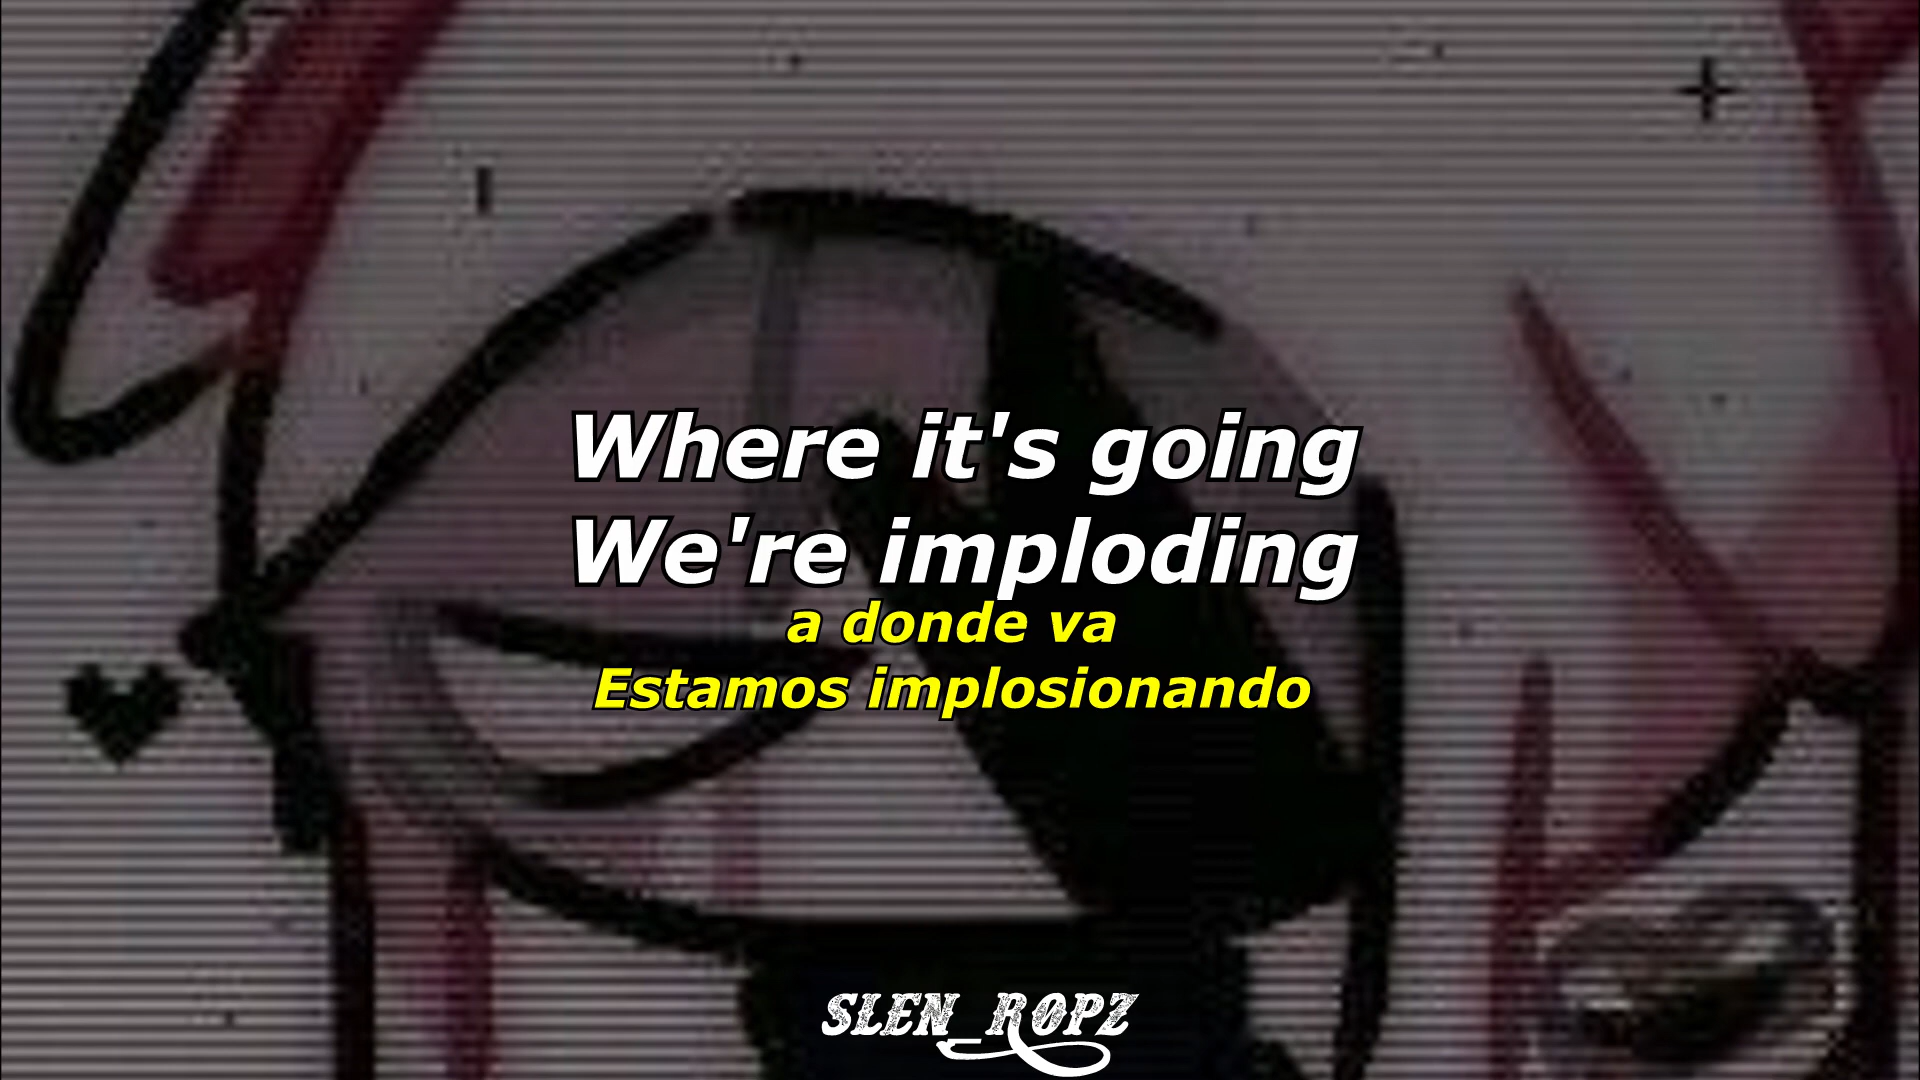 Where it's going
We're imploding
a donde va
Estamos implosionando
SLEN_ROPZ